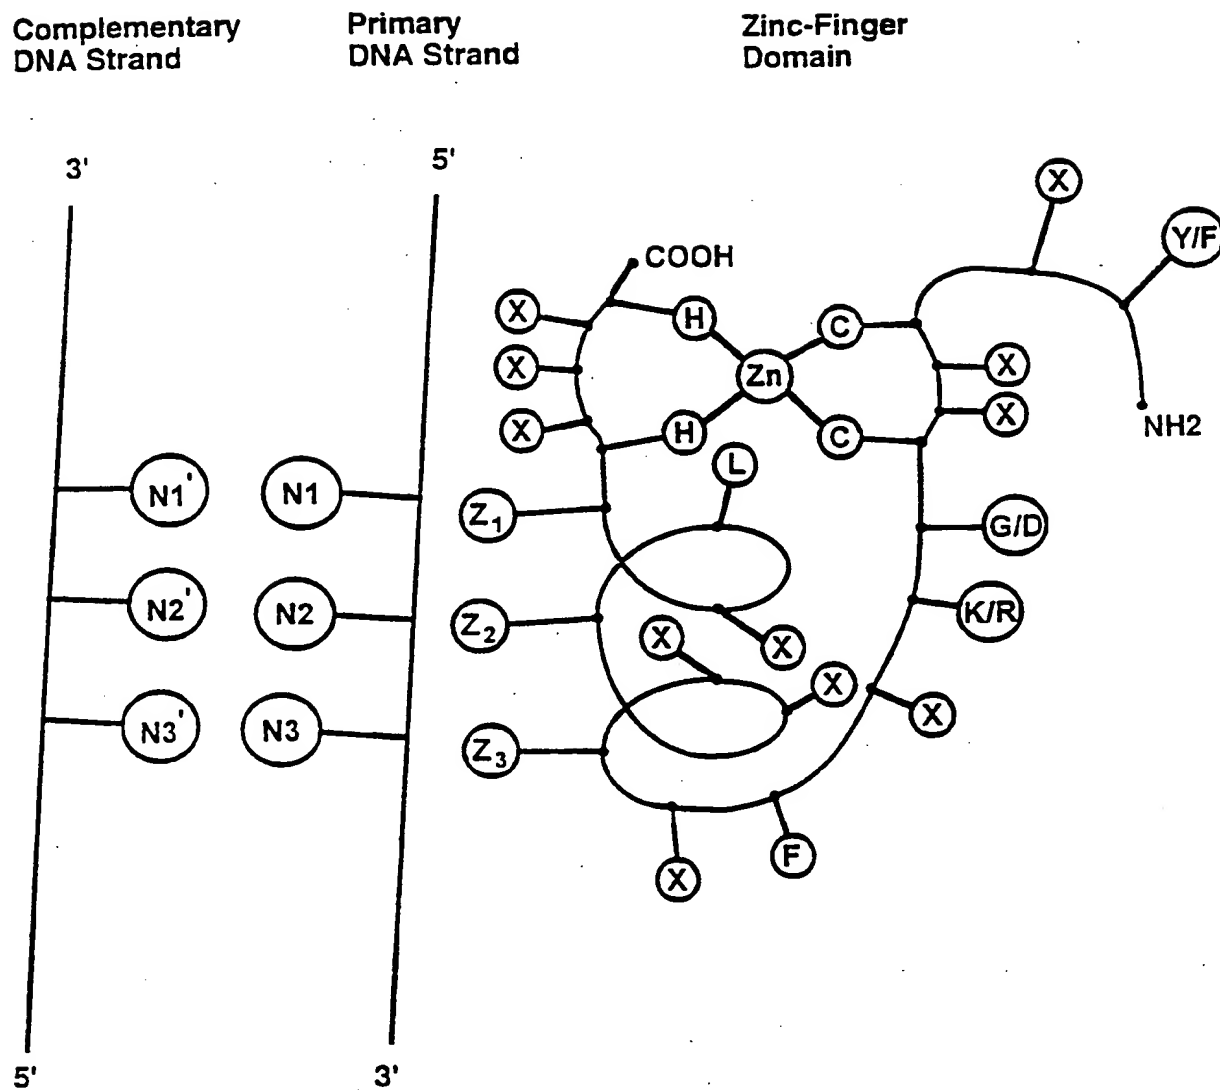 Complementary
DNA Strand
Primary
DNA Strand
Zinc-Finger
Domain
3'
5'
X
Y/F
COOH
X
H
C
X
Zn
X
X
X
H
C
NH2
L
N1'
N1
Z1
G/D
N2'
N2
Z2
X
X
K/R
X
X
N3'
N3
Z3
F
X
5'
3'